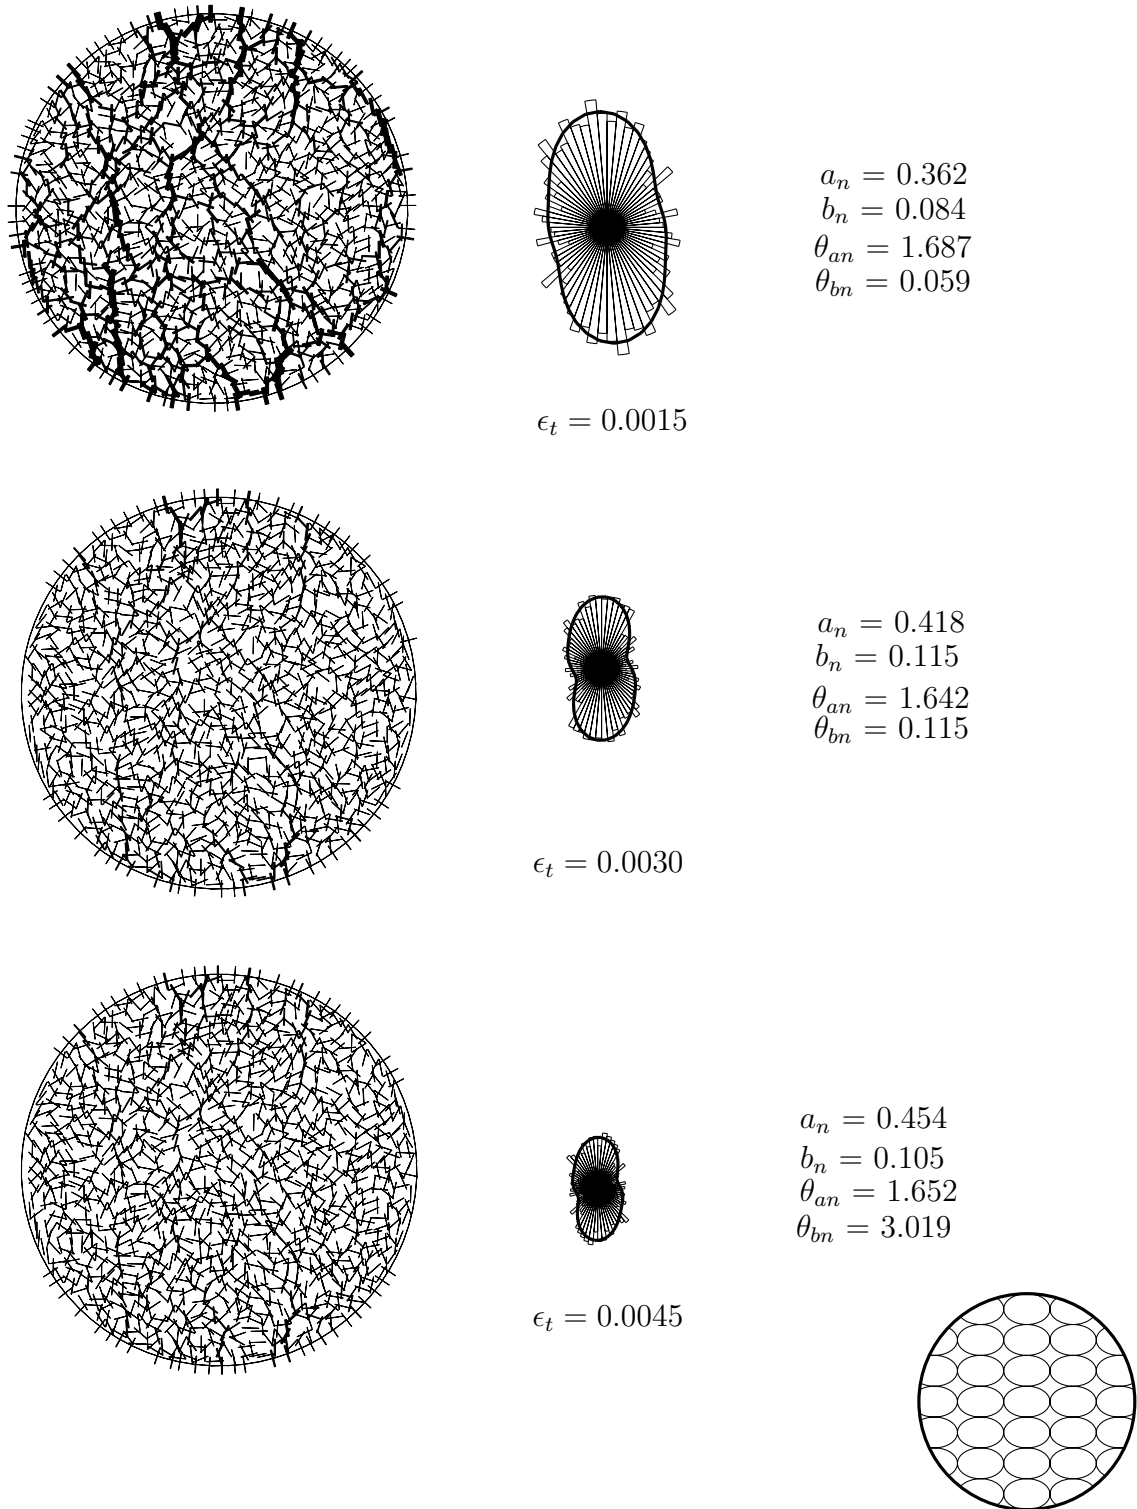 a_n = 0.362
b_n = 0.084
θ_an = 1.687
θ_bn = 0.059
ϵ_t = 0.0015
a_n = 0.418
b_n = 0.115
θ_an = 1.642
θ_bn = 0.115
ϵ_t = 0.0030
a_n = 0.454
b_n = 0.105
θ_an = 1.652
θ_bn = 3.019
ϵ_t = 0.0045